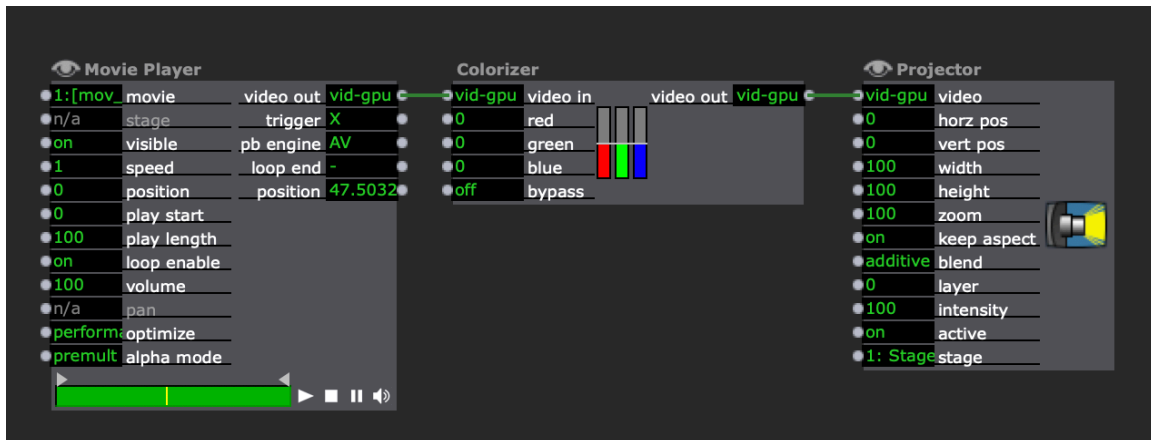 Movie Player
1:[mov_ movie video out vid-gpu
n/a stage trigger X
on visible pb engine AV
1 speed loop end -
0 position position 47.5032
0 play start
100 play length
on loop enable
100 volume
n/a pan
performa optimize
premult alpha mode
Colorizer
vid-gpu video in video out vid-gpu
0 red
0 green
0 blue
off bypass
Projector
vid-gpu video
0 horz pos
0 vert pos
100 width
100 height
100 zoom
on keep aspect
additive blend
0 layer
100 intensity
on active
1: Stage stage